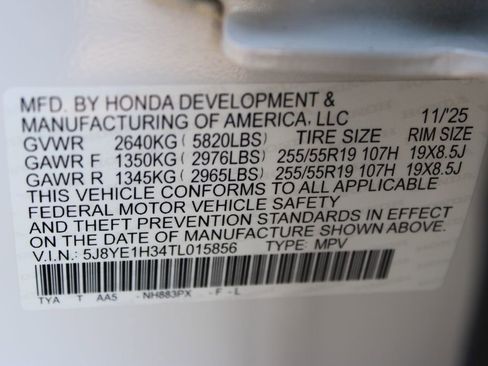 MFD. BY HONDA DEVELOPMENT &
MANUFACTURING OF AMERICA, LLC 11/'25
GVWR 2640KG ( 5820LBS) TIRE SIZE RIM SIZE
GAWR F 1350KG ( 2976LBS) 255/55R19 107H 19X8.5J
GAWR R 1345KG ( 2965LBS) 255/55R19 107H 19X8.5J
THIS VEHICLE CONFORMS TO ALL APPLICABLE
FEDERAL MOTOR VEHICLE SAFETY
AND THEFT PREVENTION STANDARDS IN EFFECT
ON THE DATE OF MANUFACTURE SHOWN ABOVE.
V.I.N.: 5J8YE1H34TL015856 TYPE: MPV
TYA T AA5 - NH883PX - F - L